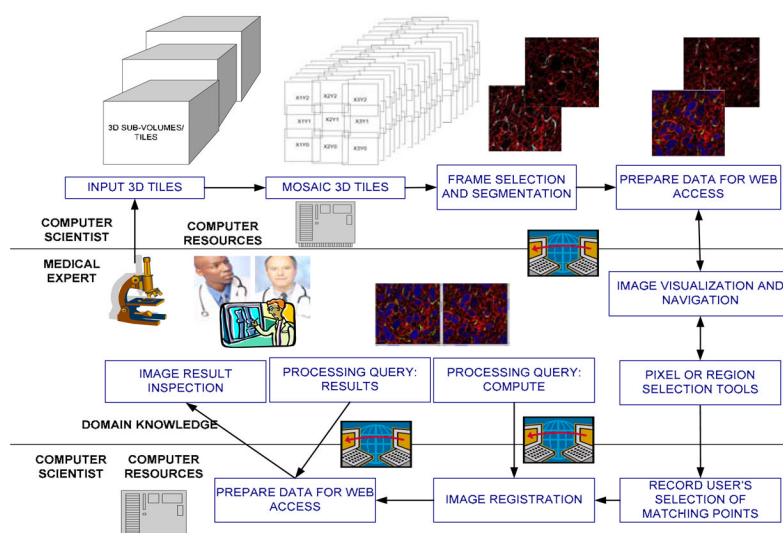 3D SUB-VOLUMES/
TILES
X1Y2
X2Y2
X3Y2
X1Y1
X2Y1
X3Y1
X1Y0
X2Y0
X3Y0
INPUT 3D TILES
MOSAIC 3D TILES
FRAME SELECTION
AND SEGMENTATION
PREPARE DATA FOR WEB
ACCESS
COMPUTER
SCIENTIST
COMPUTER
RESOURCES
MEDICAL
EXPERT
IMAGE VISUALIZATION AND
NAVIGATION
IMAGE RESULT
INSPECTION
PROCESSING QUERY:
RESULTS
PROCESSING QUERY:
COMPUTE
PIXEL OR REGION
SELECTION TOOLS
DOMAIN KNOWLEDGE
COMPUTER
SCIENTIST
COMPUTER
RESOURCES
PREPARE DATA FOR WEB
ACCESS
IMAGE REGISTRATION
RECORD USER'S
SELECTION OF
MATCHING POINTS